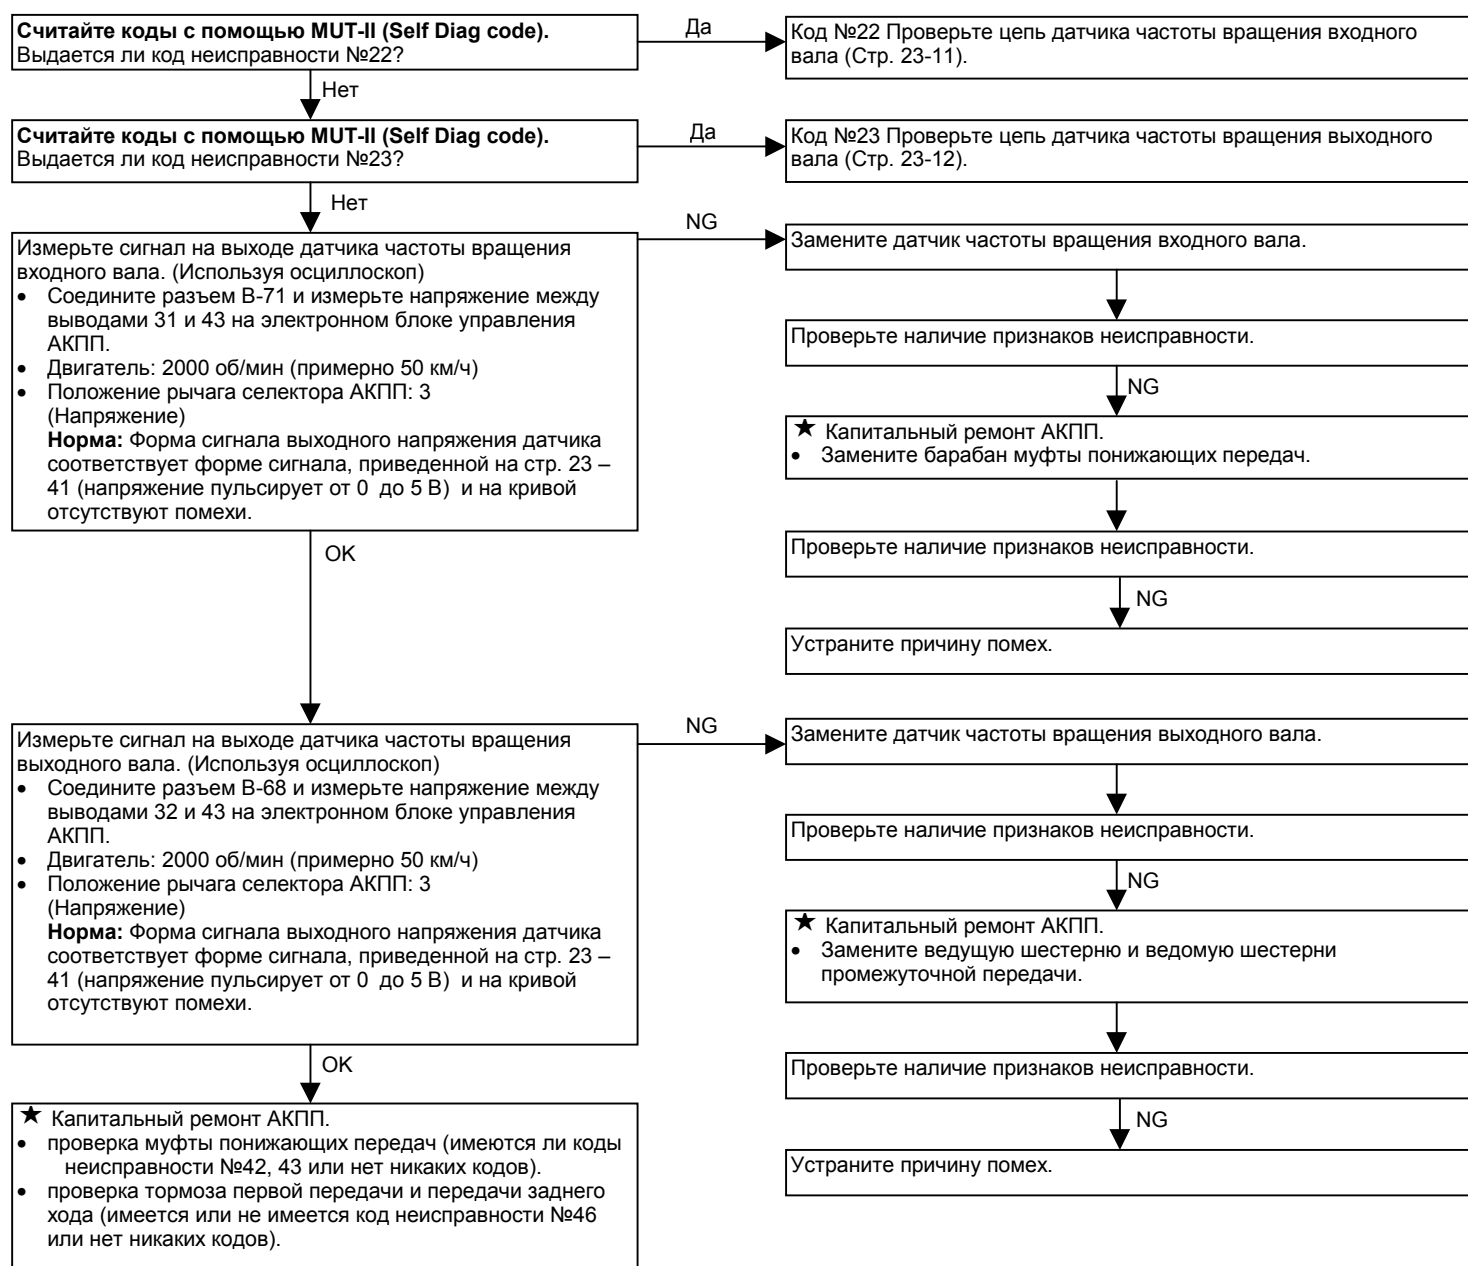 Считайте коды с помощью MUT-II (Self Diag code).
Выдается ли код неисправности №22?
Да
Код №22 Проверьте цепь датчика частоты вращения входного
вала (Стр. 23-11).
Нет
Считайте коды с помощью MUT-II (Self Diag code).
Выдается ли код неисправности №23?
Да
Код №23 Проверьте цепь датчика частоты вращения выходного
вала (Стр. 23-12).
Нет
Измерьте сигнал на выходе датчика частоты вращения
входного вала. (Используя осциллоскоп)
• Соедините разъем В-71 и измерьте напряжение между
выводами 31 и 43 на электронном блоке управления
АКПП.
• Двигатель: 2000 об/мин (примерно 50 км/ч)
• Положение рычага селектора АКПП: 3
(Напряжение)
Норма: Форма сигнала выходного напряжения датчика
соответствует форме сигнала, приведенной на стр. 23 –
41 (напряжение пульсирует от 0 до 5 В) и на кривой
отсутствуют помехи.
NG
Замените датчик частоты вращения входного вала.
Проверьте наличие признаков неисправности.
NG
★ Капитальный ремонт АКПП.
• Замените барабан муфты понижающих передач.
Проверьте наличие признаков неисправности.
NG
Устраните причину помех.
OK
Измерьте сигнал на выходе датчика частоты вращения
выходного вала. (Используя осциллоскоп)
• Соедините разъем В-68 и измерьте напряжение между
выводами 32 и 43 на электронном блоке управления
АКПП.
• Двигатель: 2000 об/мин (примерно 50 км/ч)
• Положение рычага селектора АКПП: 3
(Напряжение)
Норма: Форма сигнала выходного напряжения датчика
соответствует форме сигнала, приведенной на стр. 23 –
41 (напряжение пульсирует от 0 до 5 В) и на кривой
отсутствуют помехи.
NG
Замените датчик частоты вращения выходного вала.
Проверьте наличие признаков неисправности.
NG
★ Капитальный ремонт АКПП.
• Замените ведущую шестерню и ведомую шестерни
промежуточной передачи.
Проверьте наличие признаков неисправности.
NG
Устраните причину помех.
OK
★ Капитальный ремонт АКПП.
• проверка муфты понижающих передач (имеются ли коды
неисправности №42, 43 или нет никаких кодов).
• проверка тормоза первой передачи и передачи заднего
хода (имеется или не имеется код неисправности №46
или нет никаких кодов).